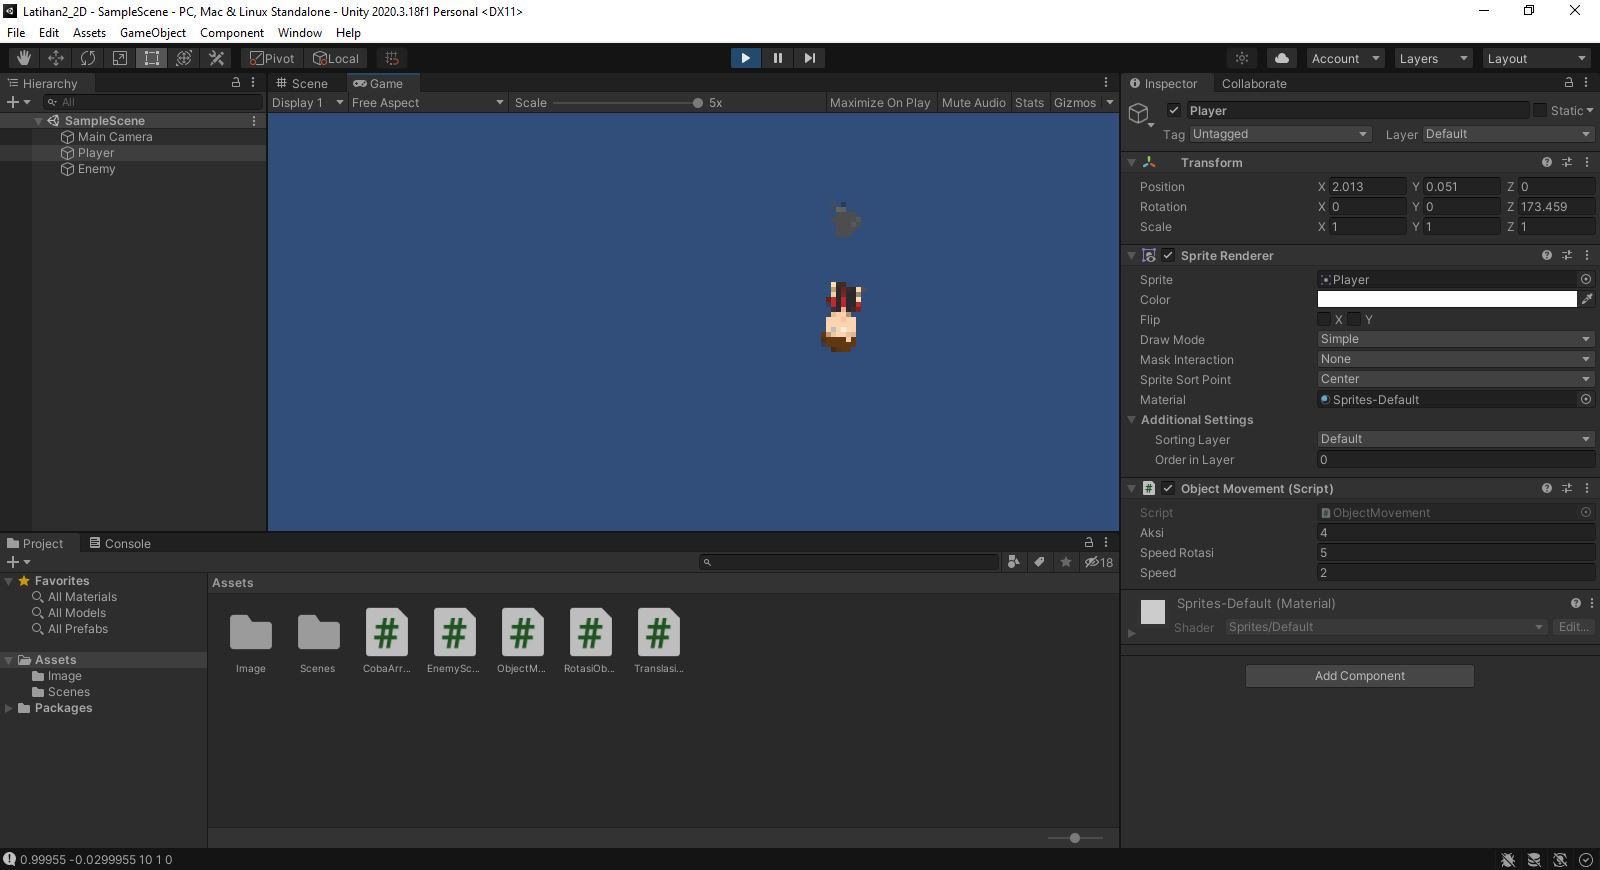 Latihan2_2D - SampleScene - PC, Mac & Linux Standalone - Unity 2020.3.18f1 Personal <DX11>
File Edit Assets GameObject Component Window Help
Pivot Local Account Layers Layout
Hierarchy
All
SampleScene
Main Camera
Player
Enemy
Scene Game
Display 1 Free Aspect Scale 5x Maximize On Play Mute Audio Stats Gizmos
Inspector Collaborate
Player Static
Tag Untagged Layer Default
Transform
Position X 2.013 Y 0.051 Z 0
Rotation X 0 Y 0 Z 173.459
Scale X 1 Y 1 Z 1
Sprite Renderer
Sprite Player
Color
Flip X Y
Draw Mode Simple
Mask Interaction None
Sprite Sort Point Center
Material Sprites-Default
Additional Settings
Sorting Layer Default
Order in Layer 0
# Object Movement (Script)
Script ObjectMovement
Aksi 4
Speed Rotasi 5
Speed 2
Sprites-Default (Material)
Shader Sprites/Default Edit...
Add Component
Project Console
18
Favorites
All Materials
All Models
All Prefabs
Assets
Image
Scenes
Packages
Assets
# # # # #
Image Scenes CobaArr... EnemySc... ObjectM... RotasiOb... Translasi...
0.99955 -0.0299955 10 1 0